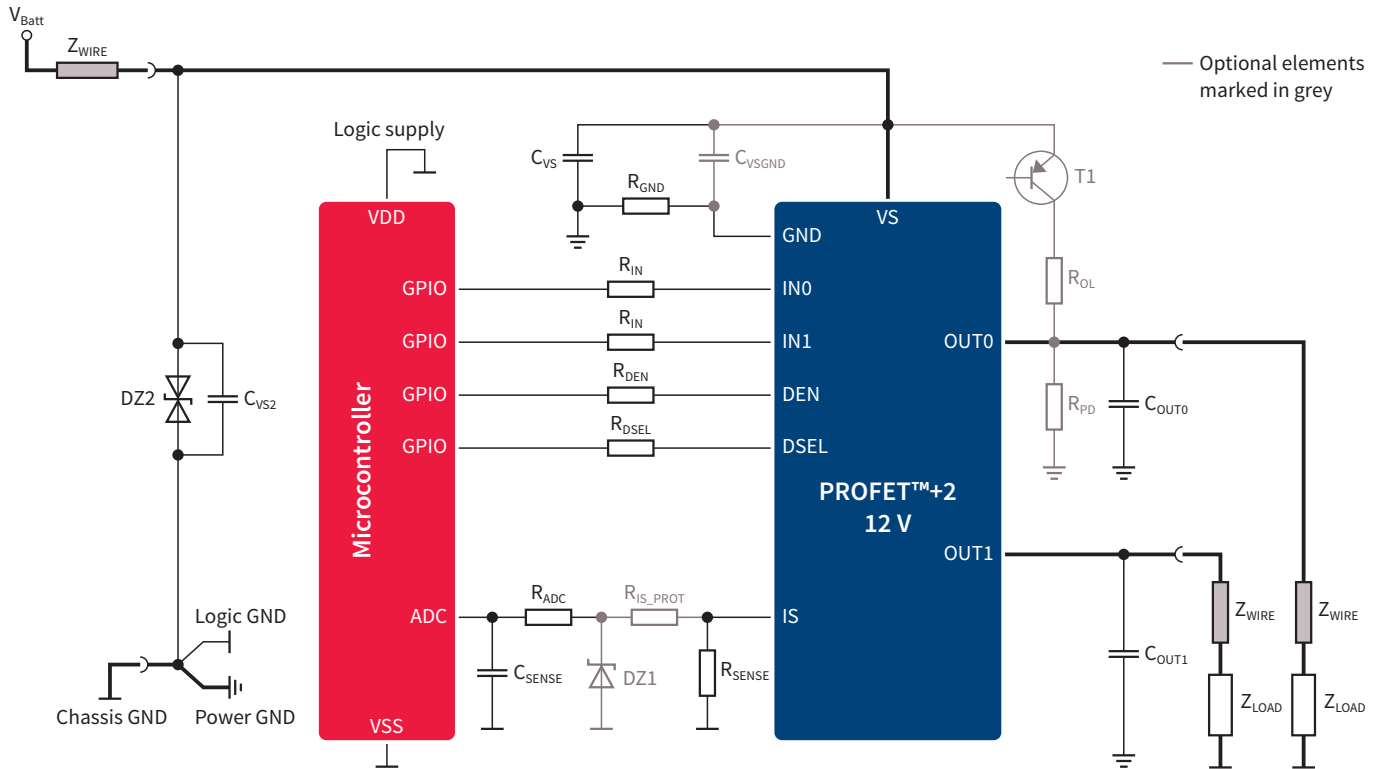 VBatt
ZWIRE
Optional elements
marked in grey
Logic supply
CVS
CVSGND
RGND
T1
VDD
VS
GND
GPIO
RIN
IN0
ROL
GPIO
RIN
IN1
OUT0
GPIO
RDEN
DEN
DZ2
CVS2
RPD
COUT0
GPIO
RDSEL
DSEL
Microcontroller
PROFET™+2
12 V
OUT1
ADC
RADC
RIS_PROT
IS
ZWIRE
ZWIRE
Logic GND
CSENSE
DZ1
RSENSE
COUT1
ZLOAD
ZLOAD
Chassis GND
Power GND
VSS